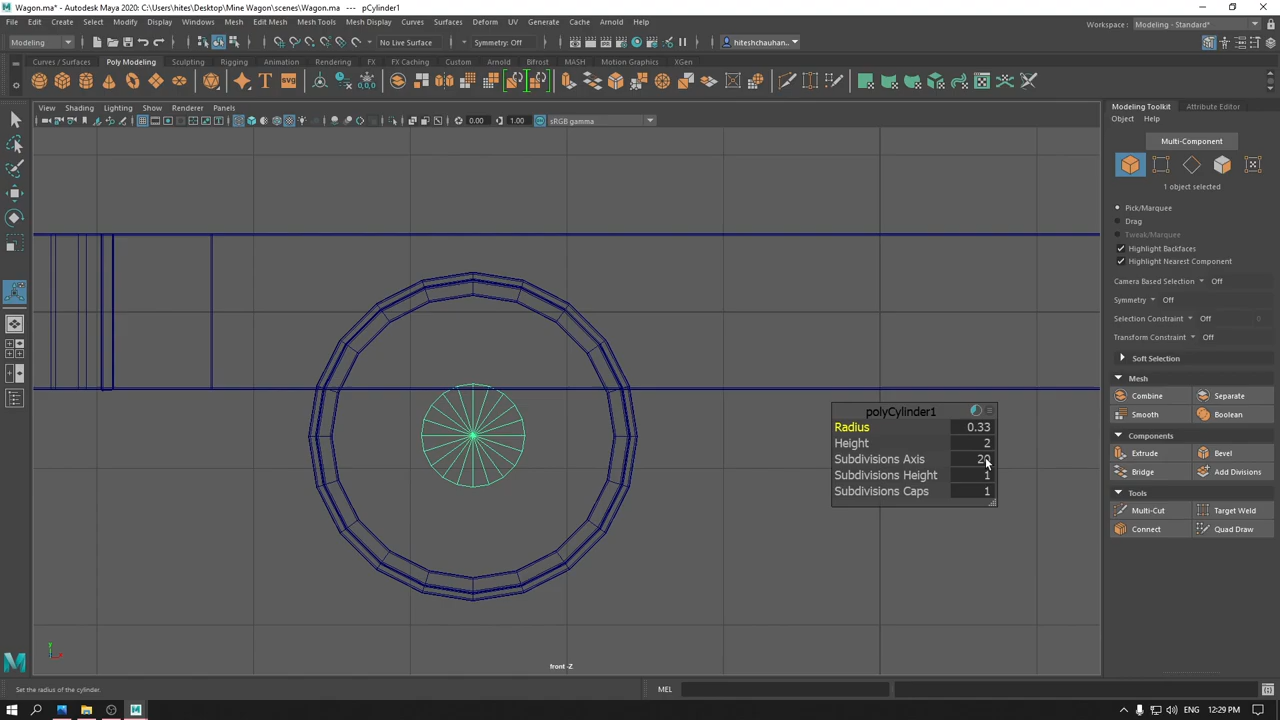 Wagon.ma* - Autodesk Maya 2020: C:\Users\hites\Desktop\Mine Wagon\scenes\Wagon.ma --- pCylinder1
File Edit Create Select Modify Display Windows Mesh Edit Mesh Mesh Tools Mesh Display Curves Surfaces Deform UV Generate Cache Arnold Help
Workspace : Modeling - Standard*
Modeling No Live Surface Symmetry: Off hiteshchauhan...
Curves / Surfaces Poly Modeling Sculpting Rigging Animation Rendering FX FX Caching Custom Arnold Bifrost MASH Motion Graphics XGen
SVG
View Shading Lighting Show Renderer Panels
0.00 1.00 sRGB gamma
Modeling Toolkit Attribute Editor
Object Help
Multi-Component
1 object selected
Pick/Marquee
Drag
Tweak/Marquee
Highlight Backfaces
Highlight Nearest Component
Camera Based Selection Off
Symmetry Off
Selection Constraint Off 0
Transform Constraint Off
Soft Selection
Mesh
Combine Separate
Smooth Boolean
Components
Extrude Bevel
Bridge Add Divisions
Tools
Multi-Cut Target Weld
Connect Quad Draw
polyCylinder1
Radius 0.33
Height 2
Subdivisions Axis 20
Subdivisions Height 1
Subdivisions Caps 1
y
x
front -Z
Set the radius of the cylinder. MEL
ENG 12:29 PM